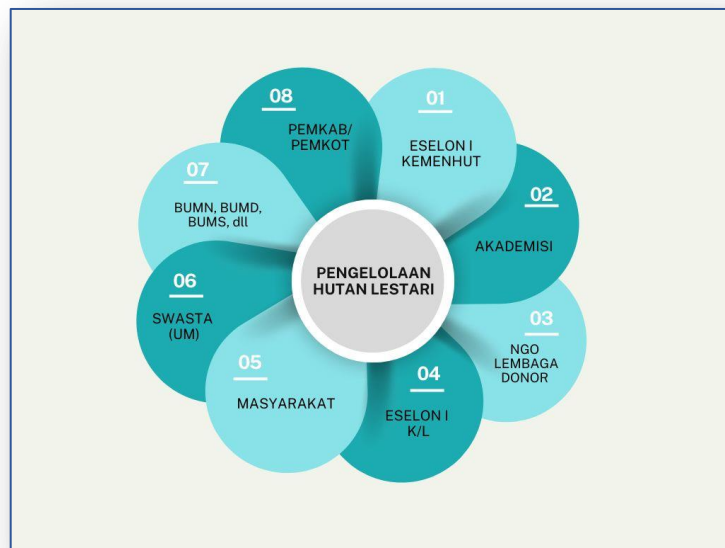 PENGELOLAAN
HUTAN LESTARI
01
ESELON I
KEMENHUT
02
AKADEMISI
03
NGO
LEMBAGA
DONOR
04
ESELON I
K/L
05
MASYARAKAT
06
SWASTA
(UM)
07
BUMN, BUMD,
BUMS, dll
08
PEMKAB/
PEMKOT